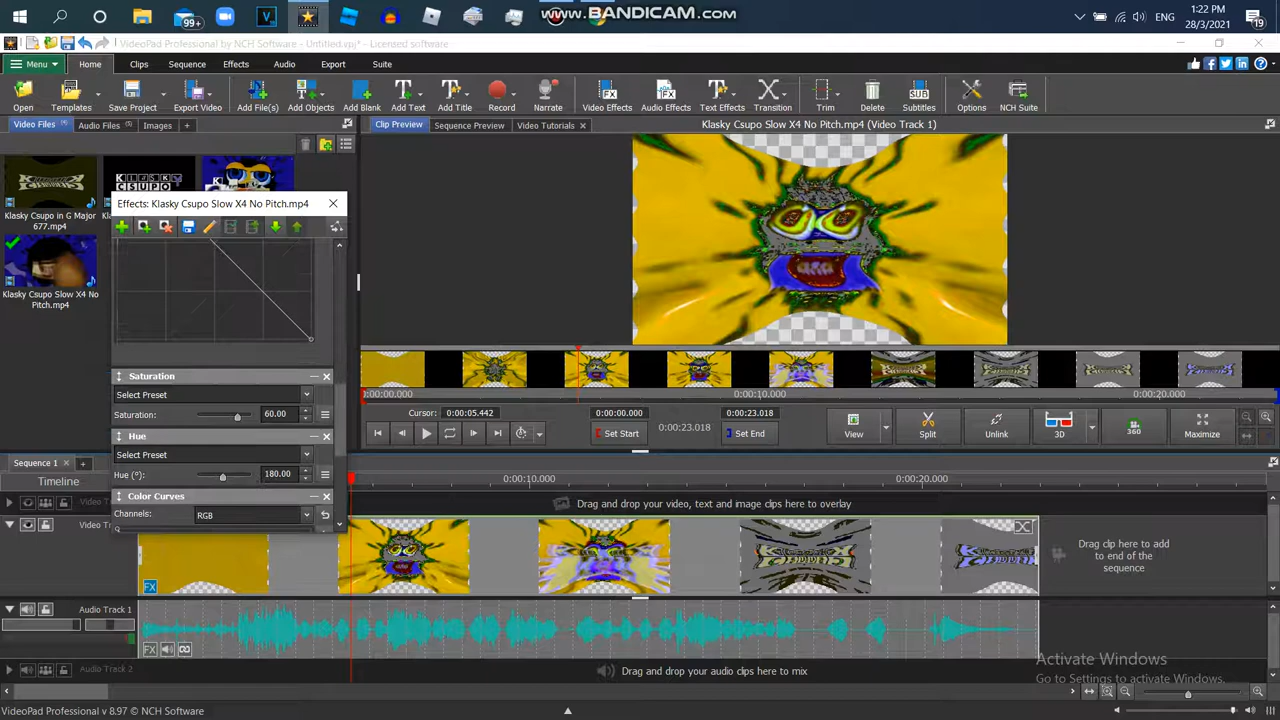 99+
www.BANDICAM.com
ENG
1:22 PM
28/3/2021
19
VideoPad Professional by NCH Software - Untitled.vpj* - Licensed software
Menu
Home
Clips
Sequence
Effects
Audio
Export
Suite
Open
Templates
Save Project
Export Video
Add File(s)
Add Objects
Add Blank
Add Text
Add Title
Record
Narrate
Video Effects
Audio Effects
Text Effects
Transition
Trim
Delete
Subtitles
Options
NCH Suite
Video Files
Audio Files
Images
Clip Preview
Sequence Preview
Video Tutorials
Klasky Csupo Slow X4 No Pitch.mp4 (Video Track 1)
Klasky Csupo in G Major
677.mp4
Klasky Csupo Slow X4 No
Pitch.mp4
Effects: Klasky Csupo Slow X4 No Pitch.mp4
Saturation
Select Preset
Saturation:
60.00
Hue
Select Preset
Hue (º):
180.00
Color Curves
Channels:
RGB
0:00:00.000
0:00:10.000
0:00:20.000
Cursor:
0:00:05.442
0:00:00.000
0:00:23.018
Set Start
0:00:23.018
Set End
View
Split
Unlink
3D
360
Maximize
Sequence 1
Timeline
0:00:10.000
0:00:20.000
Drag and drop your video, text and image clips here to overlay
Drag clip here to add
to end of the
sequence
Audio Track 1
FX
Audio Track 2
Drag and drop your audio clips here to mix
Activate Windows
Go to Settings to activate Windows.
VideoPad Professional v 8.97 © NCH Software